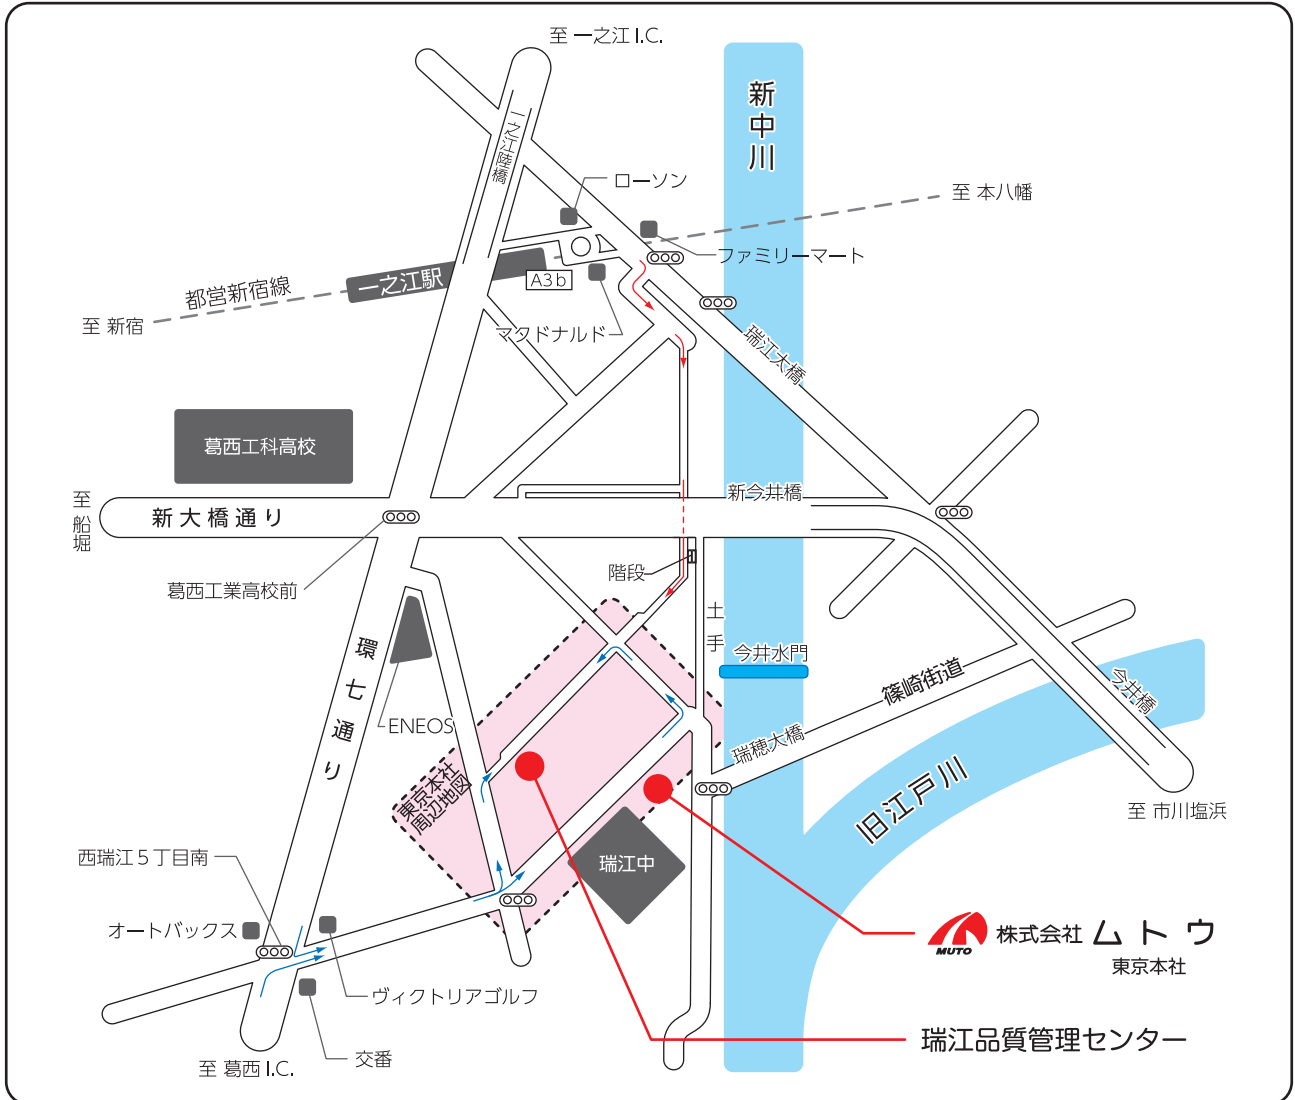 至 一之江 I.C.
新中川
一之江陸橋
ローソン
至 本八幡
ファミリーマート
一之江駅
A3b
都営新宿線
至 新宿
マクドナルド
瑞江大橋
葛西工科高校
至 船堀
新大橋通り
新今井橋
葛西工業高校前
階段
土手
今井水門
環七通り
篠崎街道
今井橋
ENEOS
瑞穂大橋
東京本社
周辺地図
旧江戸川
至 市川塩浜
西瑞江5丁目南
瑞江中
オートバックス
MUTO
株式会社 ムトウ
東京本社
ヴィクトリアゴルフ
瑞江品質管理センター
交番
至 葛西 I.C.